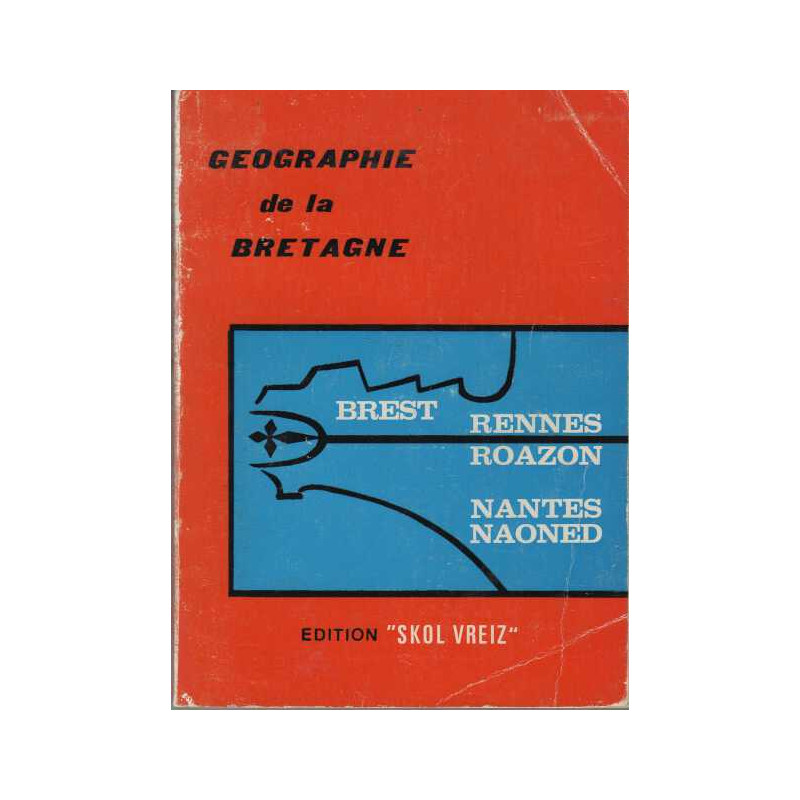 GEOGRAPHIE
de la
BRETAGNE
BREST
RENNES
ROAZON
NANTES
NAONED
EDITION "SKOL VREIZ"